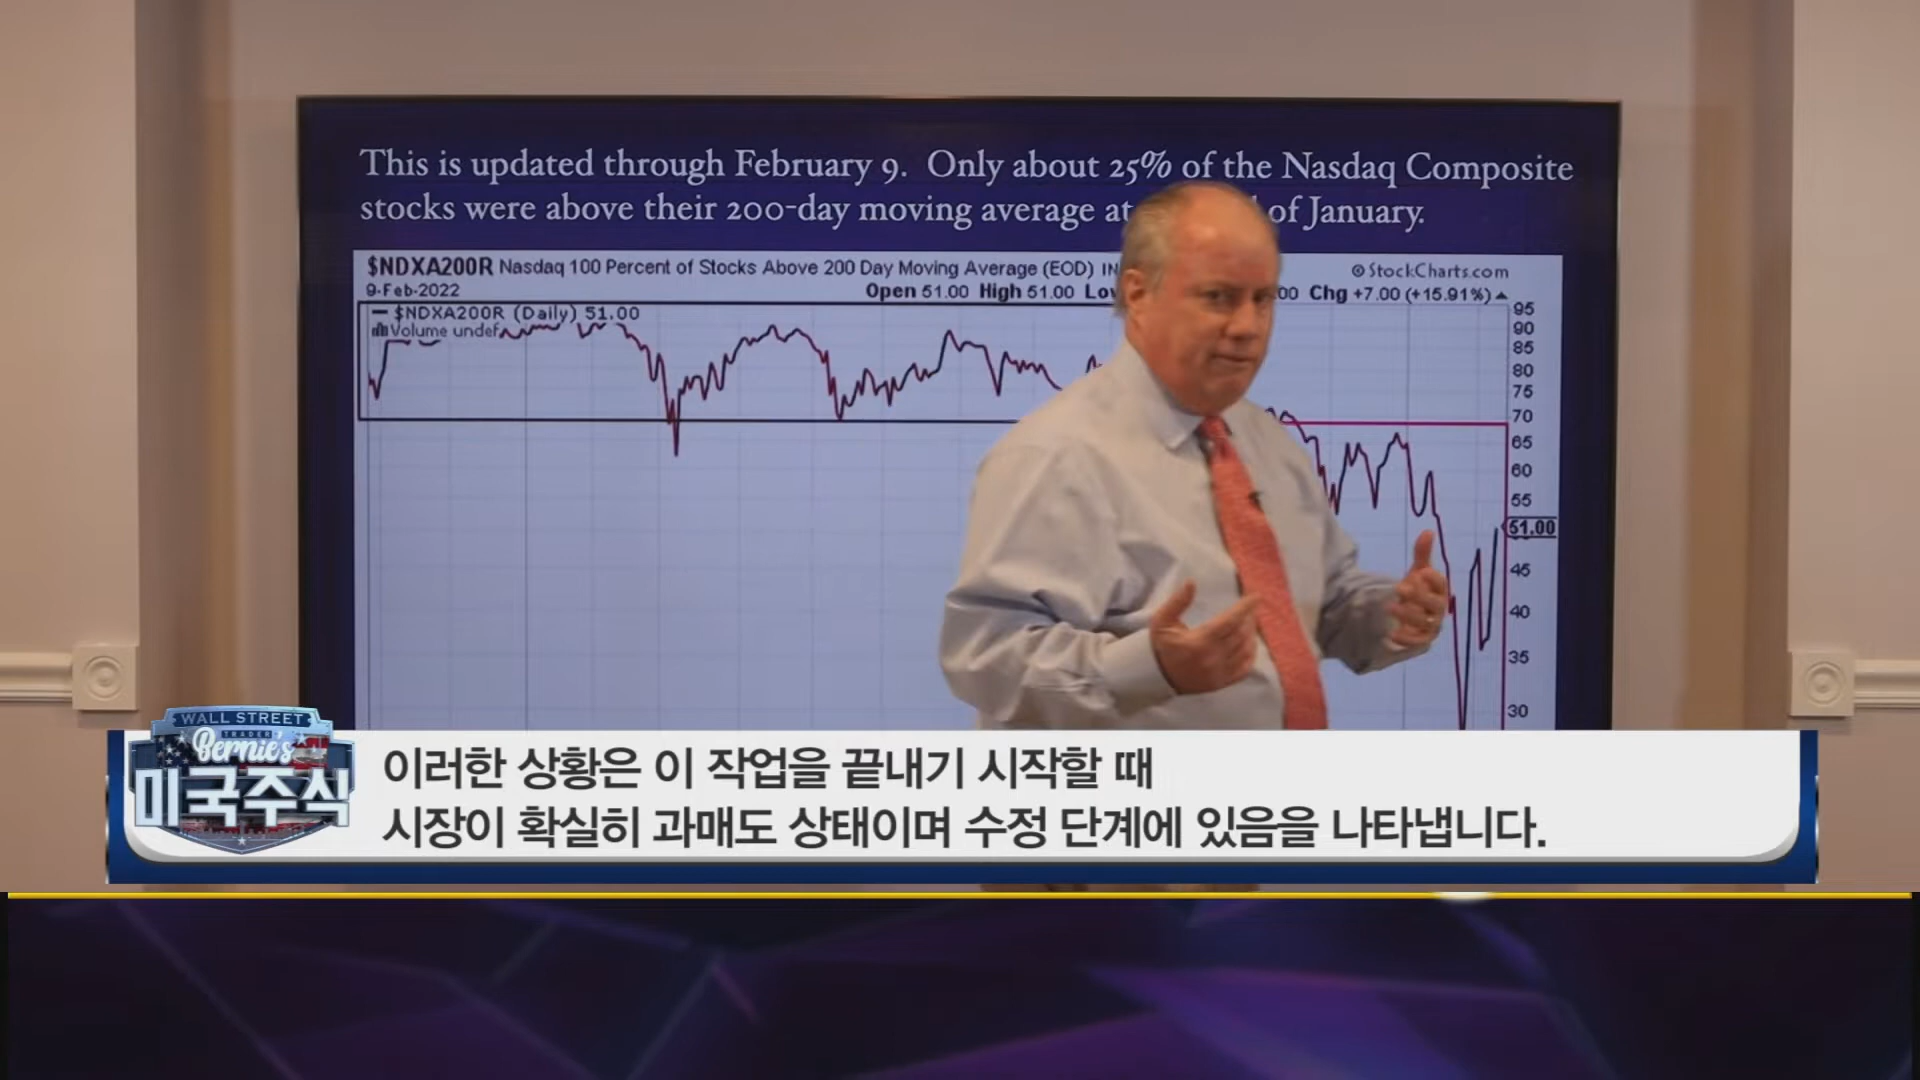 This is updated through February 9. Only about 25% of the Nasdaq Composite
stocks were above their 200-day moving average at of January.
$NDXA200R Nasdaq 100 Percent of Stocks Above 200 Day Moving Average (EOD) IN
© StockCharts.com
9-Feb-2022
Open 51.00 High 51.00 Chg +7.00 (+15.91%)
$NDXA200R (Daily) 51.00
Volume undef
95
90
85
80
75
70
65
60
55
51.00
45
40
35
30
WALL STREET
TRADER
Bernie's
미국주식
이러한 상황은 이 작업을 끝내기 시작할 때
시장이 확실히 과매도 상태이며 수정 단계에 있음을 나타냅니다.